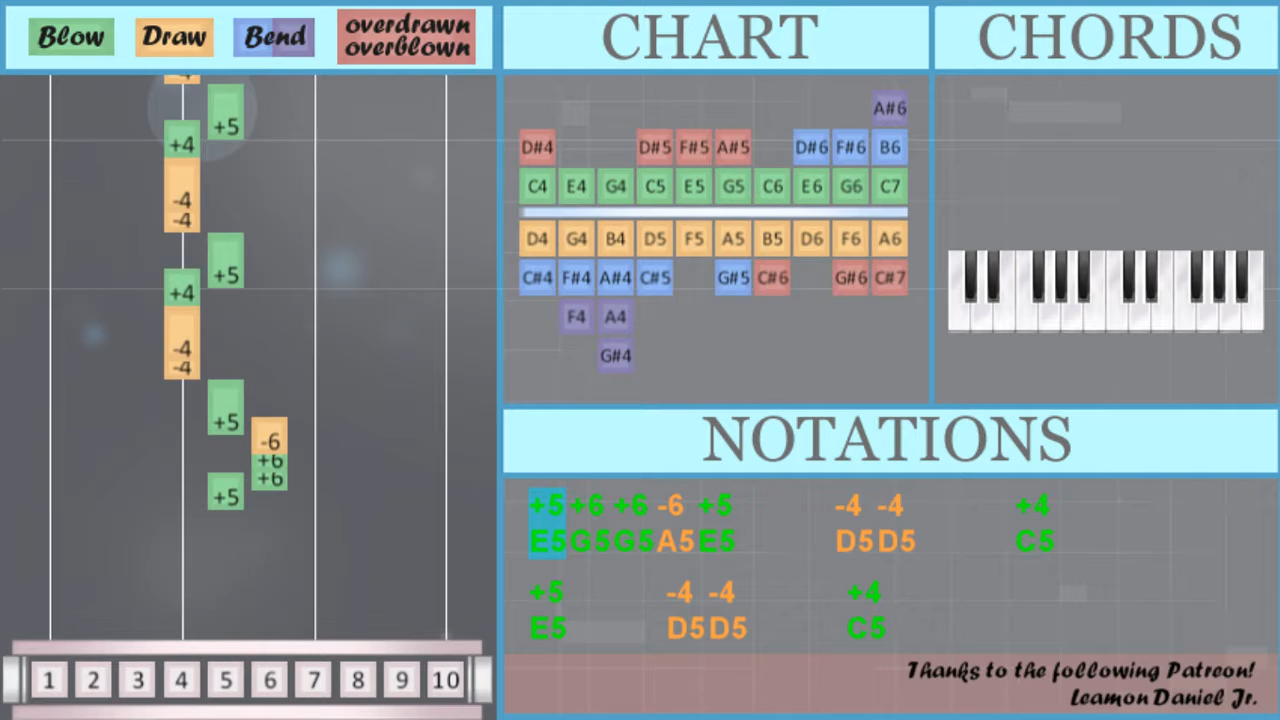 Blow Draw Bend overdrawn
overblown
CHART
CHORDS
-4
+5
+4
-4
-4
+5
+4
-4
-4
+5
-6
+6
+6
+5
1 2 3 4 5 6 7 8 9 10
A#6
D#4 D#5 F#5 A#5 D#6 F#6 B6
C4 E4 G4 C5 E5 G5 C6 E6 G6 C7
D4 G4 B4 D5 F5 A5 B5 D6 F6 A6
C#4 F#4 A#4 C#5 G#5 C#6 G#6 C#7
F4 A4
G#4
NOTATIONS
+5 +6 +6 -6 +5 -4 -4 +4
E5 G5 G5 A5 E5 D5 D5 C5
+5 -4 -4 +4
E5 D5 D5 C5
Thanks to the following Patreon!
Leamon Daniel Jr.